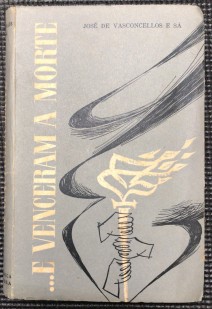 JOSÉ DE VASCONCELLOS E SÁ
...E VENCERAM A MORTE